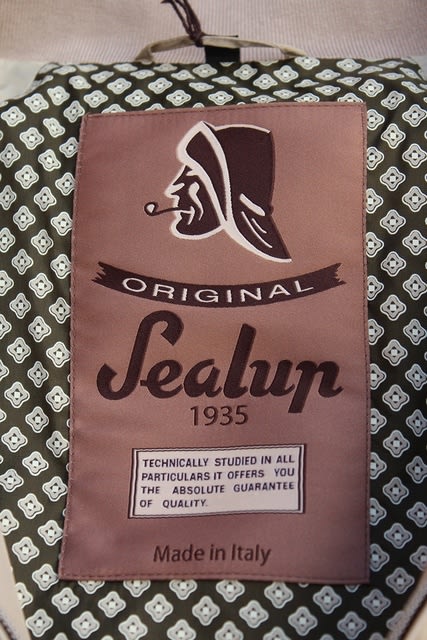 ORIGINAL
Sealup
1935
TECHNICALLY STUDIED IN ALL
PARTICULARS IT OFFERS YOU
THE ABSOLUTE GUARANTEE
OF QUALITY.
Made in Italy